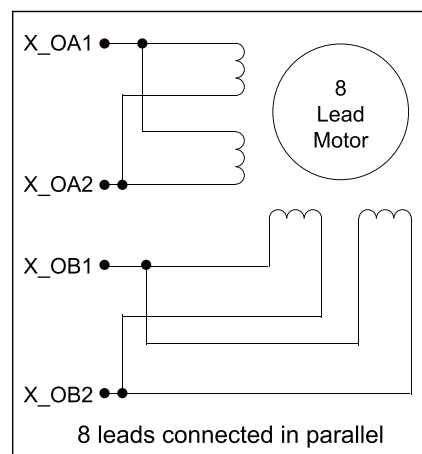 X_OA1
8
Lead
Motor
X_OA2
X_OB1
X_OB2
8 leads connected in parallel